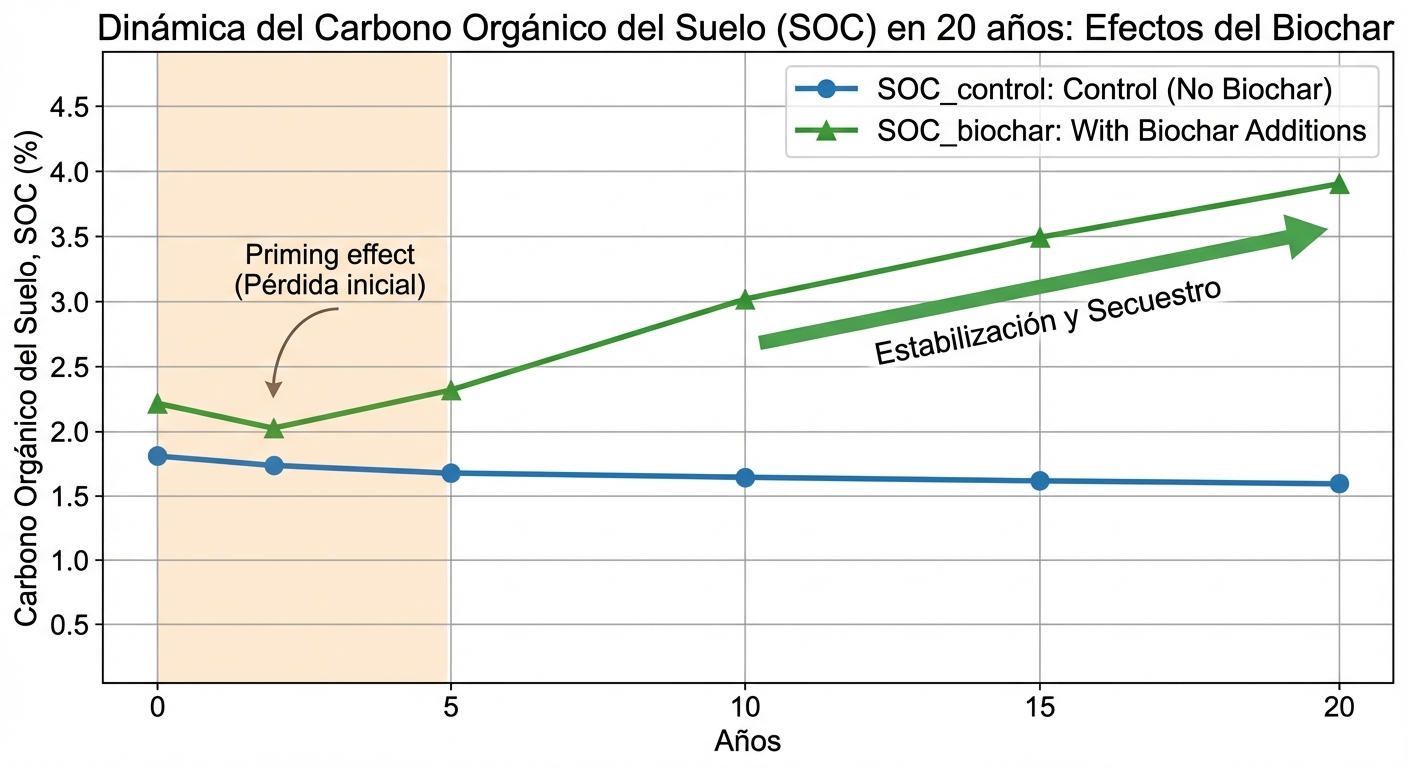 Dinámica del Carbono Orgánico del Suelo (SOC) en 20 años: Efectos del Biochar
SOC_control: Control (No Biochar)
SOC_biochar: With Biochar Additions
Carbono Orgánico del Suelo, SOC (%)
4.5
4.0
3.5
3.0
2.5
2.0
1.5
1.0
0.5
Priming effect
(Pérdida inicial)
Estabilización y Secuestro
0
5
10
15
20
Años